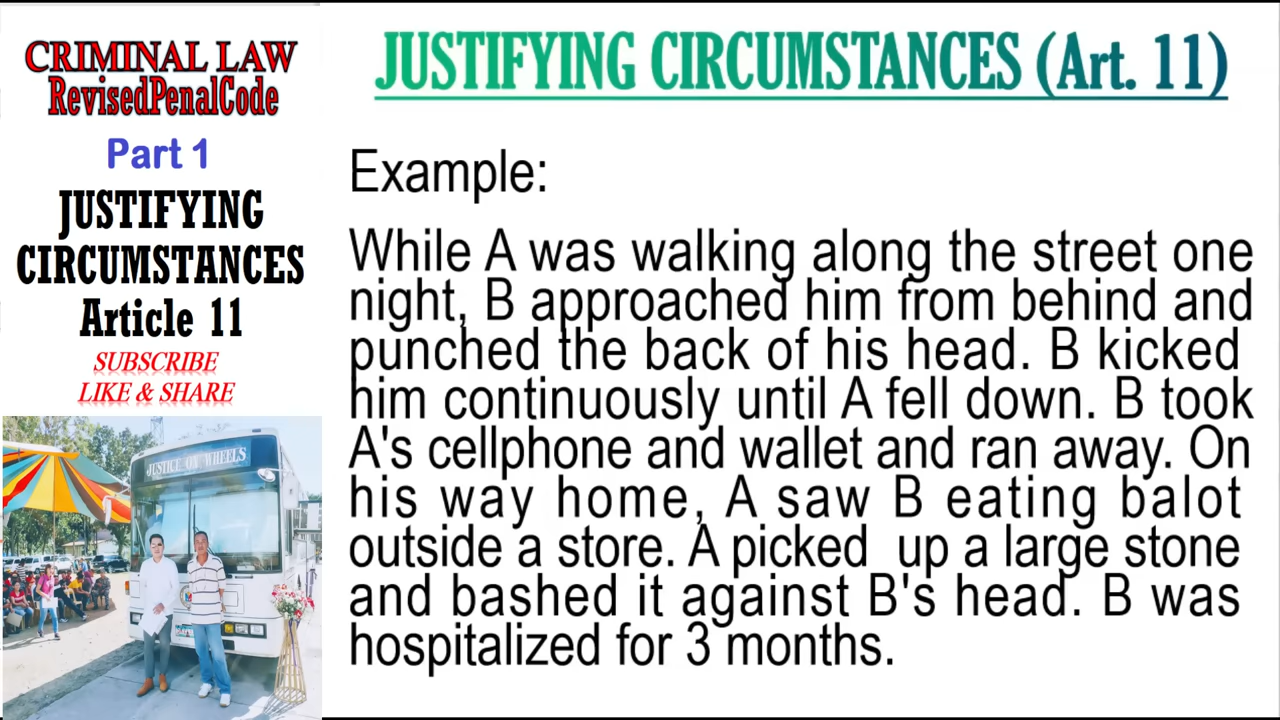 CRIMINAL LAW
RevisedPenalCode
Part 1
JUSTIFYING
CIRCUMSTANCES
Article 11
SUBSCRIBE
LIKE & SHARE
JUSTICE ON WHEELS
JUSTIFYING CIRCUMSTANCES (Art. 11)
Example:
While A was walking along the street one
night, B approached him from behind and
punched the back of his head. B kicked
him continuously until A fell down. B took
A's cellphone and wallet and ran away. On
his way home, A saw B eating balot
outside a store. A picked up a large stone
and bashed it against B's head. B was
hospitalized for 3 months.